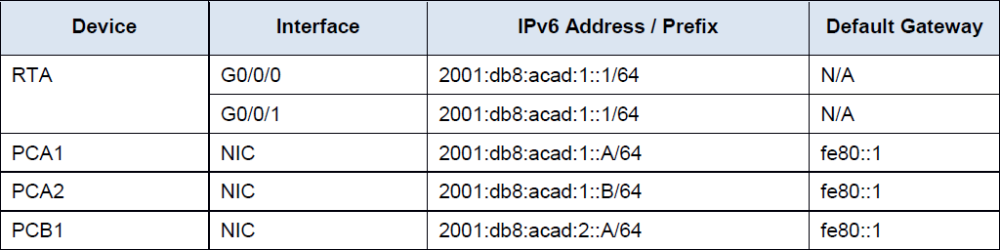 Device Interface IPv6 Address / Prefix Default Gateway
RTA G0/0/0 2001:db8:acad:1::1/64 N/A
G0/0/1 2001:db8:acad:1::1/64 N/A
PCA1 NIC 2001:db8:acad:1::A/64 fe80::1
PCA2 NIC 2001:db8:acad:1::B/64 fe80::1
PCB1 NIC 2001:db8:acad:2::A/64 fe80::1